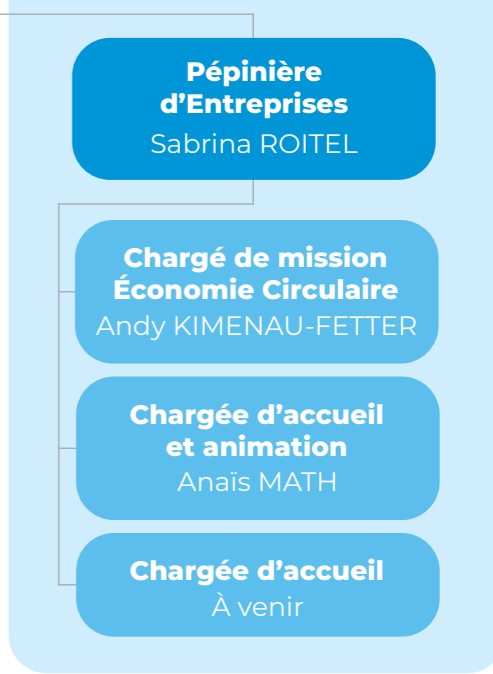 Pépinière
d’Entreprises
Sabrina ROITEL
Chargé de mission
Économie Circulaire
Andy KIMENAU-FETTER
Chargée d’accueil
et animation
Anaïs MATH
Chargée d’accueil
À venir